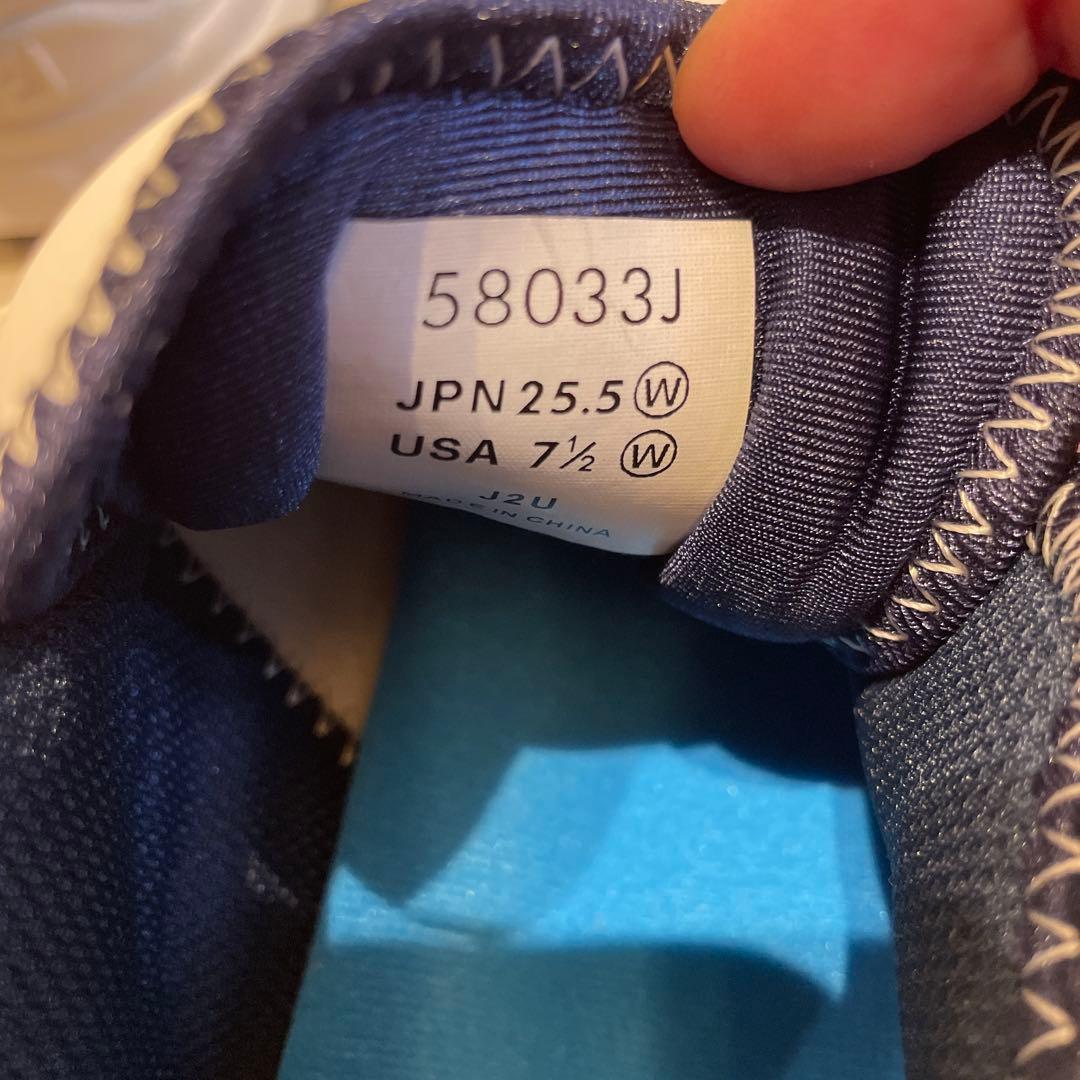 58033J
JPN 25.5 Ⓦ
USA 7½ Ⓦ
J2U
MADE IN CHINA